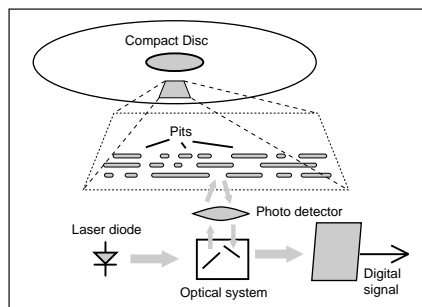 Compact Disc
Pits
Photo detector
Laser diode
Optical system
Digital
signal